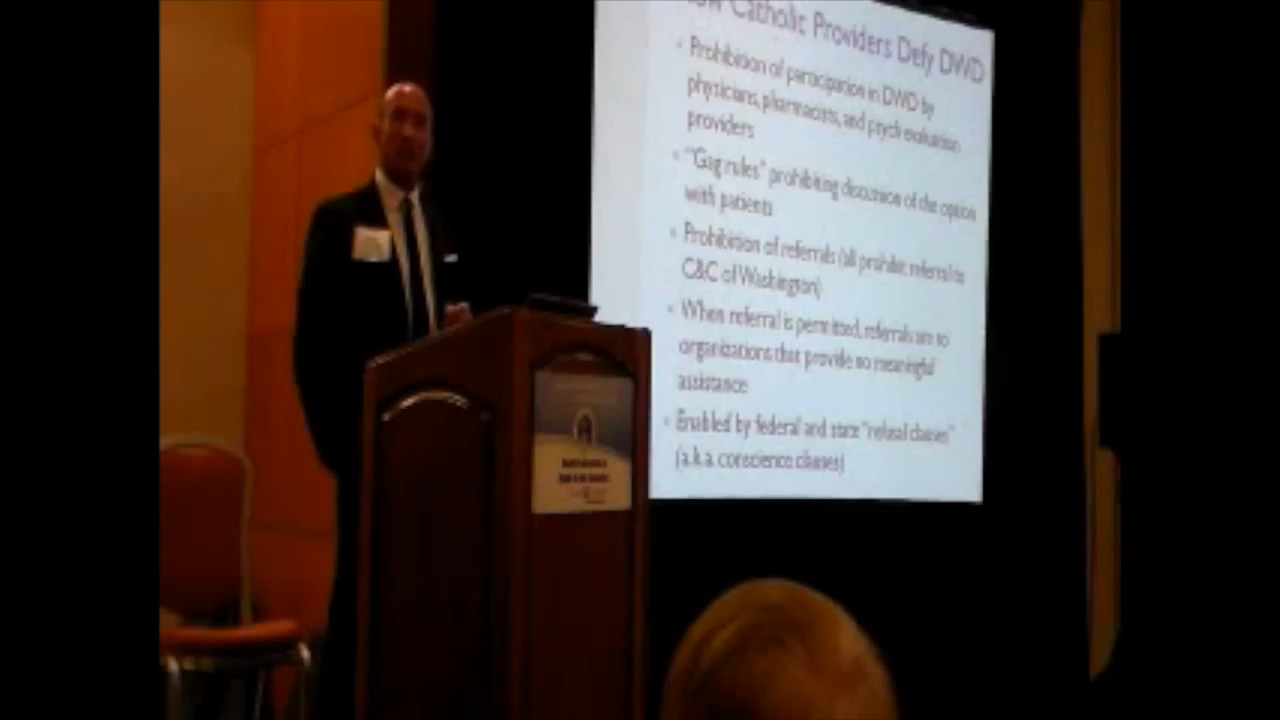 Catholic Providers Defy DWD
• Prohibition of participation in DWD by
physicians, pharmacists, and psych evaluation
providers
• "Gag rules" prohibiting discussion of the option
with patients
• Prohibition of referrals (all prohibit referral to
C&C of Washington)
• When referral is permitted, referrals are to
organizations that provide no meaningful
assistance
• Enabled by federal and state "refusal clauses"
(a.k.a. conscience clauses)